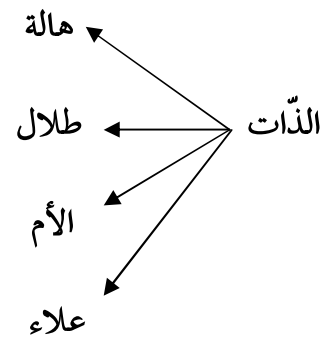 هالة
الذّات
طلال
الأم
علاء